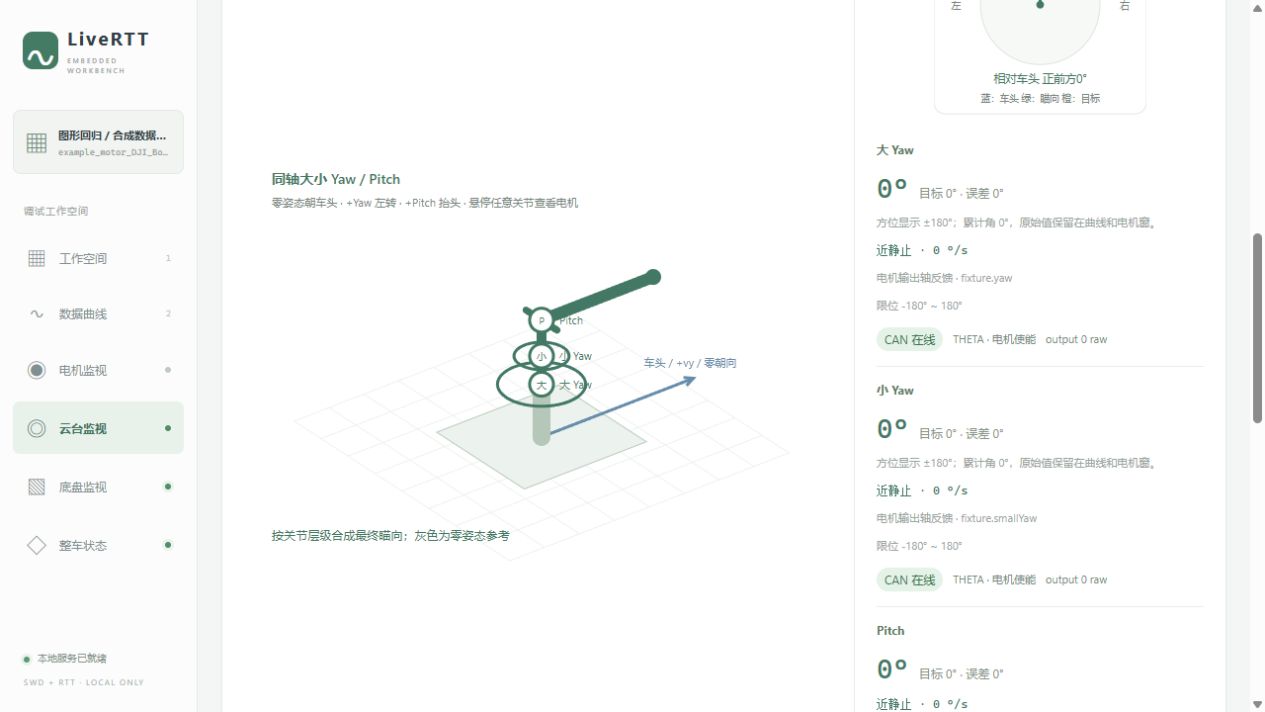 LiveRTT
EMBEDDED
WORKBENCH
图形回归 / 合成数据...
example_motor_DJI_Bo…
调试工作空间
工作空间 1
数据曲线 2
电机监视
云台监视
底盘监视
整车状态
本地服务已就绪
SWD + RTT · LOCAL ONLY
同轴大小 Yaw / Pitch
零姿态朝车头 · +Yaw 左转 · +Pitch 抬头 · 悬停任意关节查看电机
P Pitch
小 小 Yaw
大 大 Yaw
车头 / +vy / 零朝向
按关节层级合成最终瞄向；灰色为零姿态参考
左 右
相对车头 正前方0°
蓝：车头 绿：瞄向 橙：目标
大 Yaw
0° 目标 0° · 误差 0°
方位显示 ±180°；累计角 0°，原始值保留在曲线和电机窗。
近静止 · 0 °/s
电机输出轴反馈 · fixture.yaw
限位 -180° ~ 180°
CAN 在线 THETA · 电机使能 output 0 raw
小 Yaw
0° 目标 0° · 误差 0°
方位显示 ±180°；累计角 0°，原始值保留在曲线和电机窗。
近静止 · 0 °/s
电机输出轴反馈 · fixture.smallYaw
限位 -180° ~ 180°
CAN 在线 THETA · 电机使能 output 0 raw
Pitch
0° 目标 0° · 误差 0°
近静止 · 0 °/s